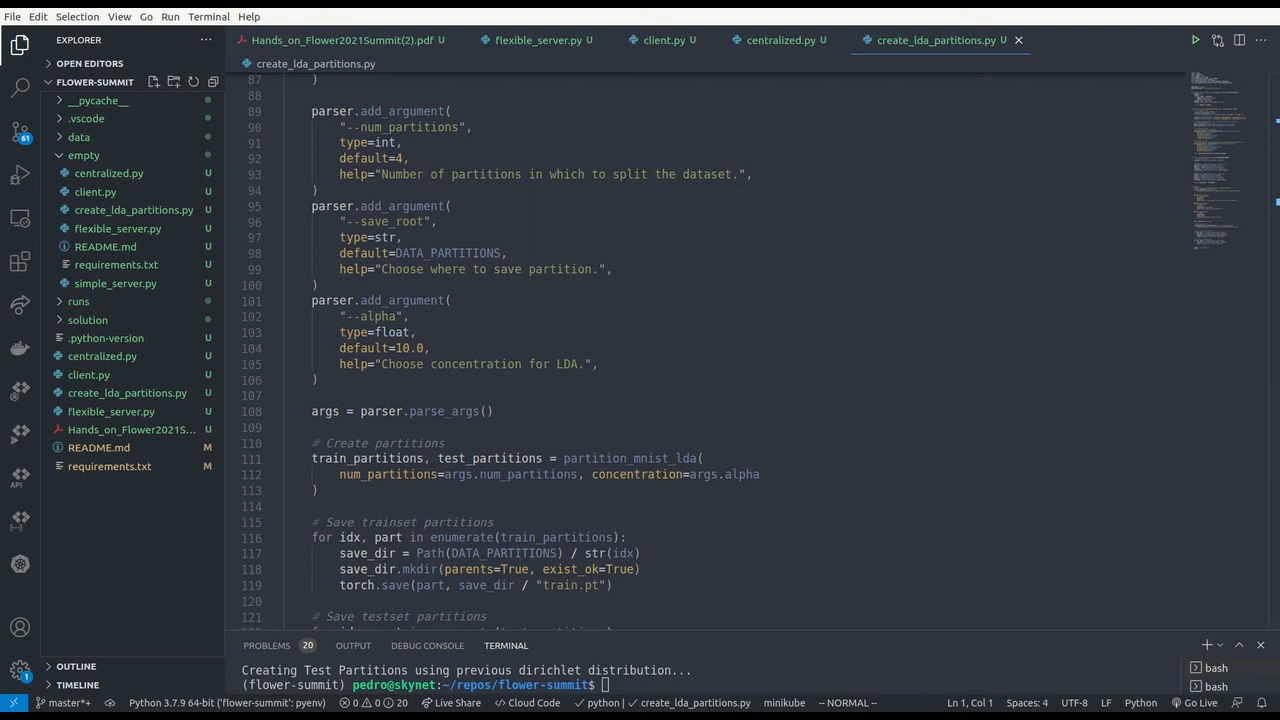 File Edit Selection View Go Run Terminal Help
EXPLORER
Hands_on_Flower2021Summit(2).pdf U
flexible_server.py U
client.py U
centralized.py U
create_lda_partitions.py U
OPEN EDITORS
create_lda_partitions.py
FLOWER-SUMMIT
__pycache__
.vscode
data
empty
centralized.py U
client.py U
create_lda_partitions.py U
flexible_server.py U
README.md U
requirements.txt U
simple_server.py U
runs
solution
.python-version U
centralized.py U
client.py U
create_lda_partitions.py U
flexible_server.py U
Hands_on_Flower2021S... U
README.md M
requirements.txt M
OUTLINE
TIMELINE
61
API
1
87 )
88
89 parser.add_argument(
90 "--num_partitions",
91 type=int,
92 default=4,
93 help="Number of partitions in which to split the dataset.",
94 )
95 parser.add_argument(
96 "--save_root",
97 type=str,
98 default=DATA_PARTITIONS,
99 help="Choose where to save partition.",
100 )
101 parser.add_argument(
102 "--alpha",
103 type=float,
104 default=10.0,
105 help="Choose concentration for LDA.",
106 )
107
108 args = parser.parse_args()
109
110 # Create partitions
111 train_partitions, test_partitions = partition_mnist_lda(
112 num_partitions=args.num_partitions, concentration=args.alpha
113 )
114
115 # Save trainset partitions
116 for idx, part in enumerate(train_partitions):
117 save_dir = Path(DATA_PARTITIONS) / str(idx)
118 save_dir.mkdir(parents=True, exist_ok=True)
119 torch.save(part, save_dir / "train.pt")
120
121 # Save testset partitions
PROBLEMS 20 OUTPUT DEBUG CONSOLE TERMINAL
Creating Test Partitions using previous dirichlet distribution...
(flower-summit) pedro@skynet:~/repos/flower-summit$
bash
bash
master*+ Python 3.7.9 64-bit ('flower-summit': pyenv) 0 0 20 Live Share Cloud Code python | create_lda_partitions.py minikube -- NORMAL -- Ln 1, Col 1 Spaces: 4 UTF-8 LF Python Go Live